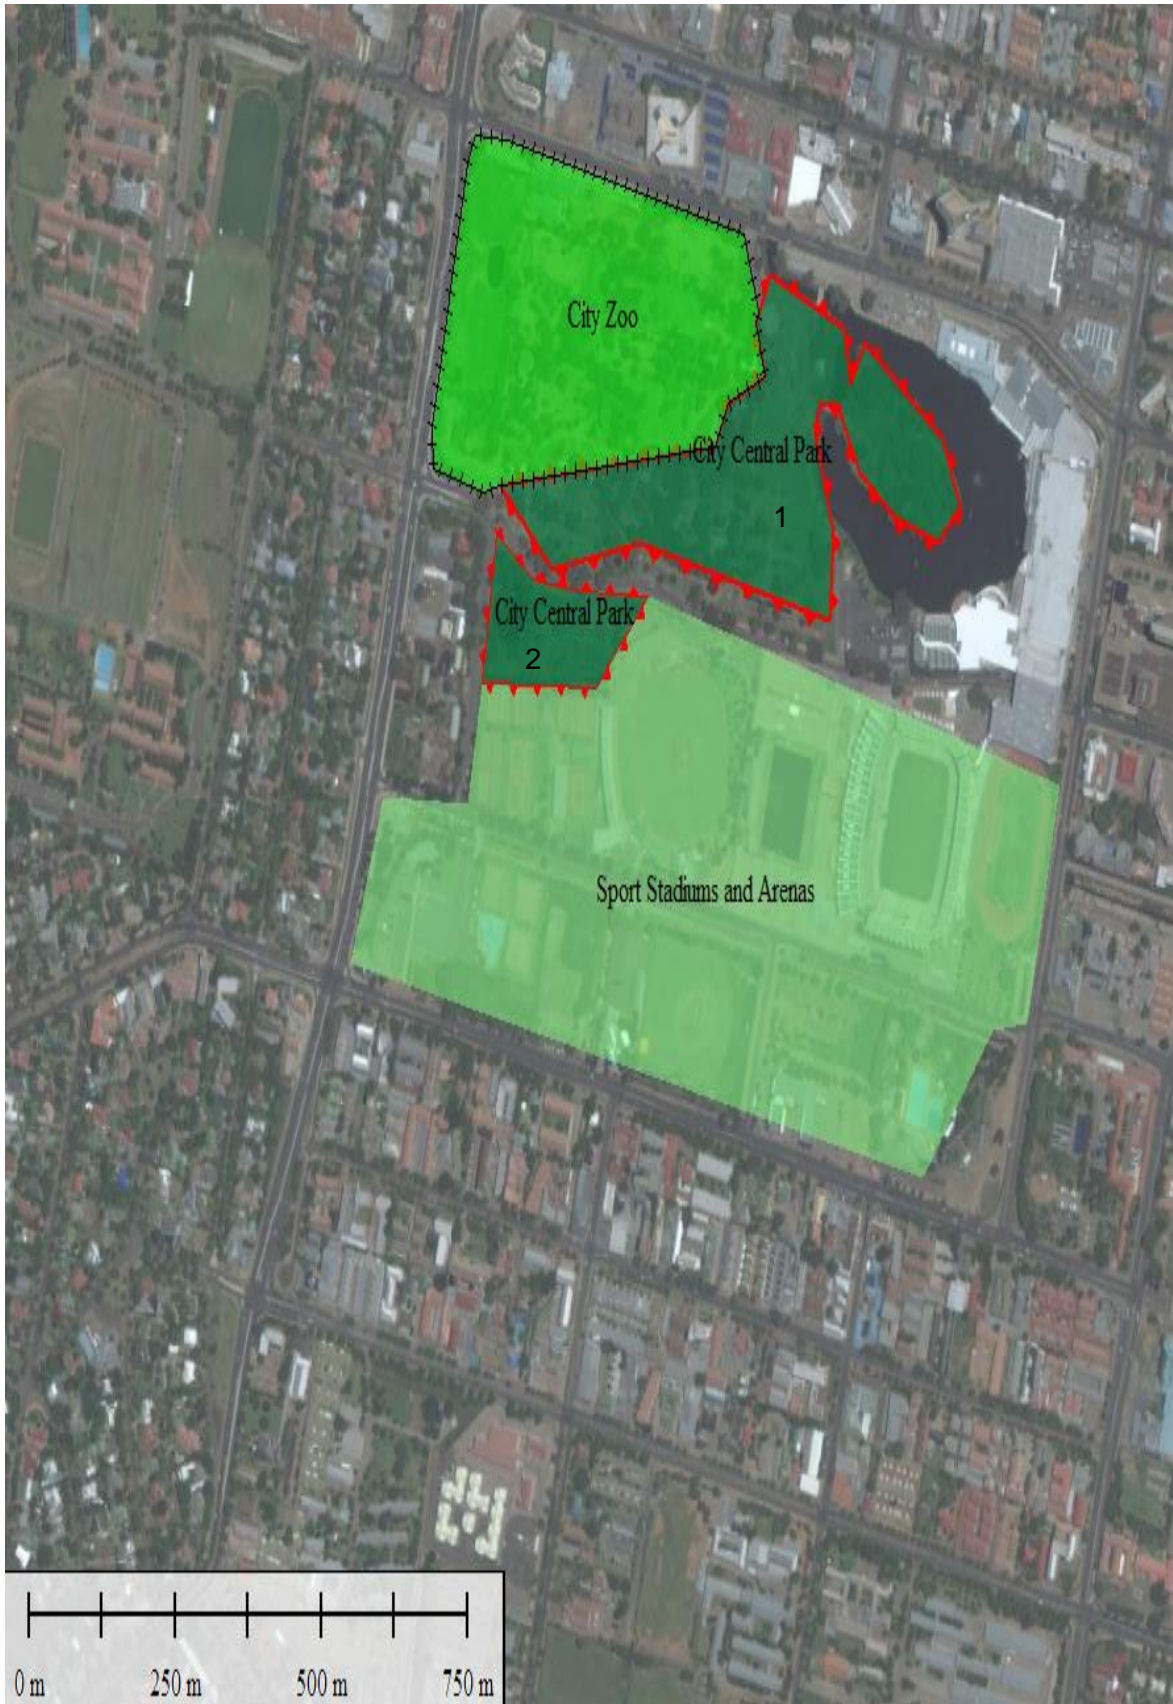 City Zoo
City Central Park
1
City Central Park
2
Sport Stadiums and Arenas
0 m 250 m 500 m 750 m